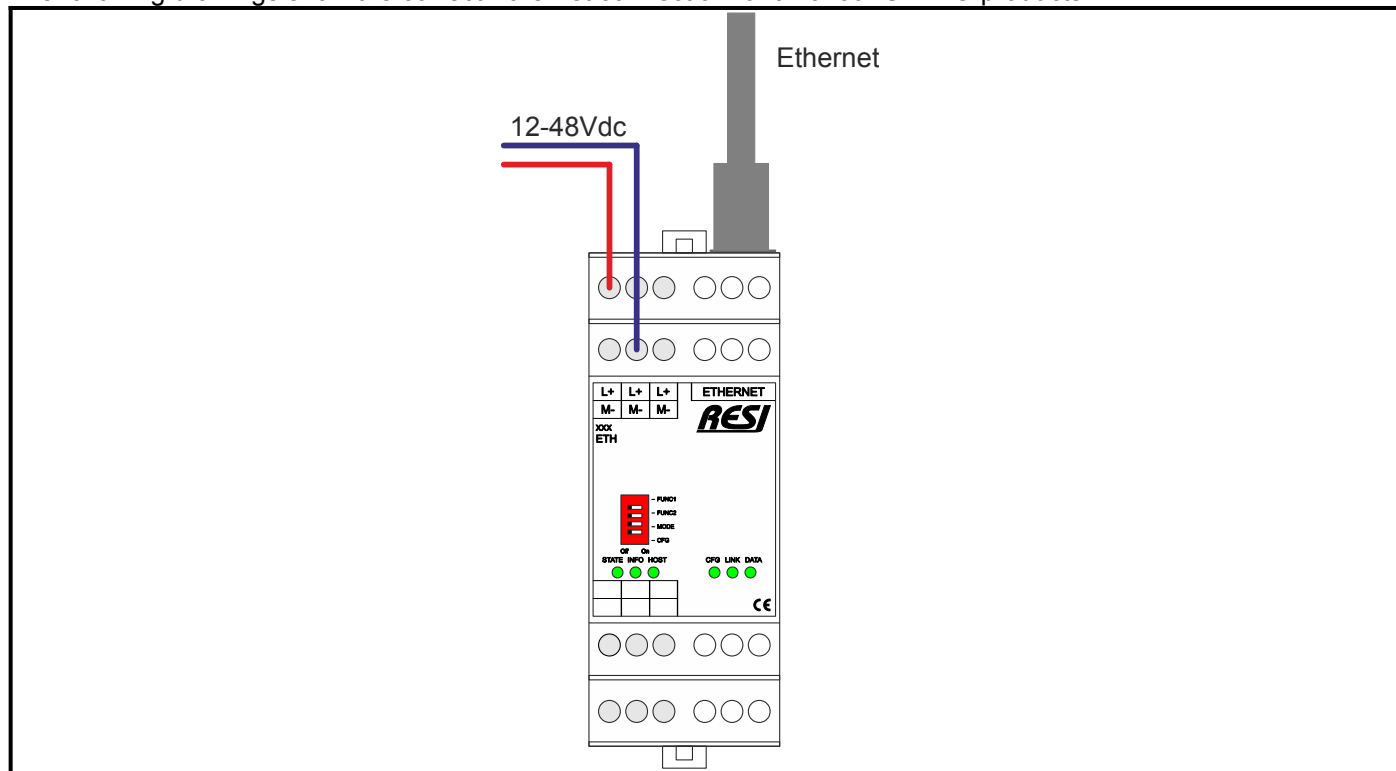 Ethernet
12-48Vdc
L+ L+ L+ ETHERNET
M- M- M- RESI
xxx
ETH
FUNC1
FUNC2
MODE
CFG
Off On
STATE INFO HOST CFG LINK DATA
CE